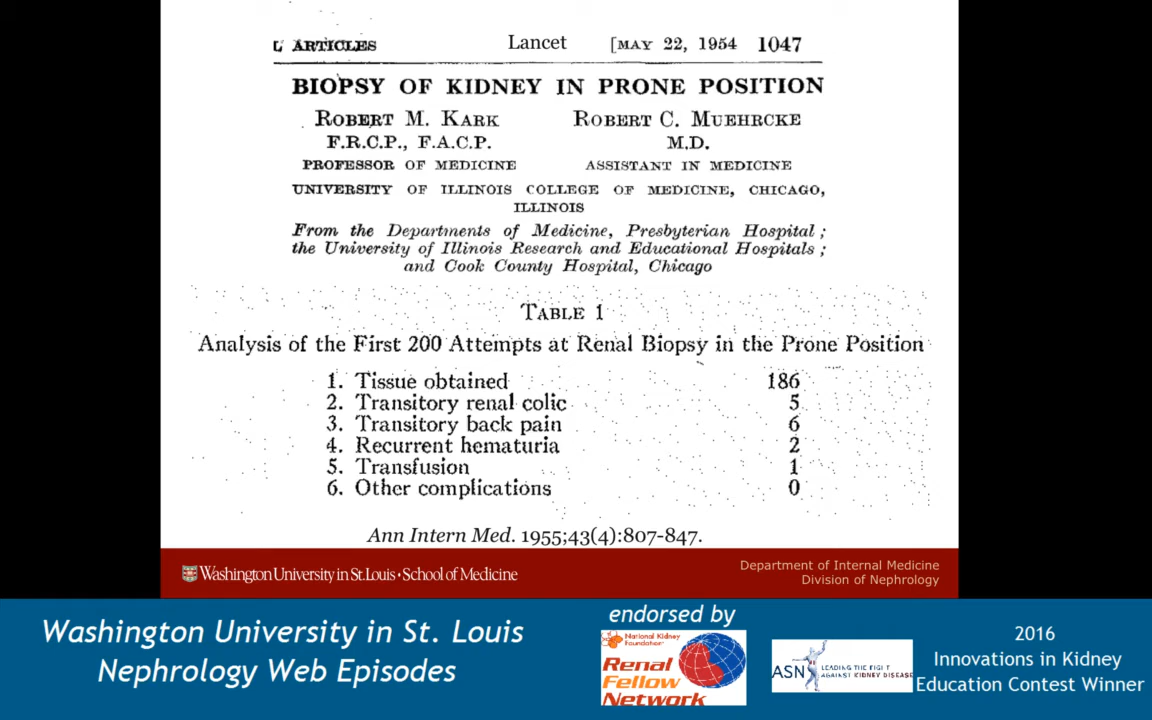 ARTICLES Lancet [MAY 22, 1954 1047
BIOPSY OF KIDNEY IN PRONE POSITION
ROBERT M. KARK ROBERT C. MUEHRCKE
F.R.C.P., F.A.C.P. M.D.
PROFESSOR OF MEDICINE ASSISTANT IN MEDICINE
UNIVERSITY OF ILLINOIS COLLEGE OF MEDICINE, CHICAGO,
ILLINOIS
From the Departments of Medicine, Presbyterian Hospital ;
the University of Illinois Research and Educational Hospitals ;
and Cook County Hospital, Chicago
TABLE 1
Analysis of the First 200 Attempts at Renal Biopsy in the Prone Position
1. Tissue obtained 186
2. Transitory renal colic 5
3. Transitory back pain 6
4. Recurrent hematuria 2
5. Transfusion 1
6. Other complications 0
Ann Intern Med. 1955;43(4):807-847.
Washington University in St. Louis • School of Medicine
Department of Internal Medicine
Division of Nephrology
Washington University in St. Louis
Nephrology Web Episodes
endorsed by
National Kidney
Foundation
Renal
Fellow
Network
ASN LEADING THE FIGHT
AGAINST KIDNEY DISEASE
2016
Innovations in Kidney
Education Contest Winner